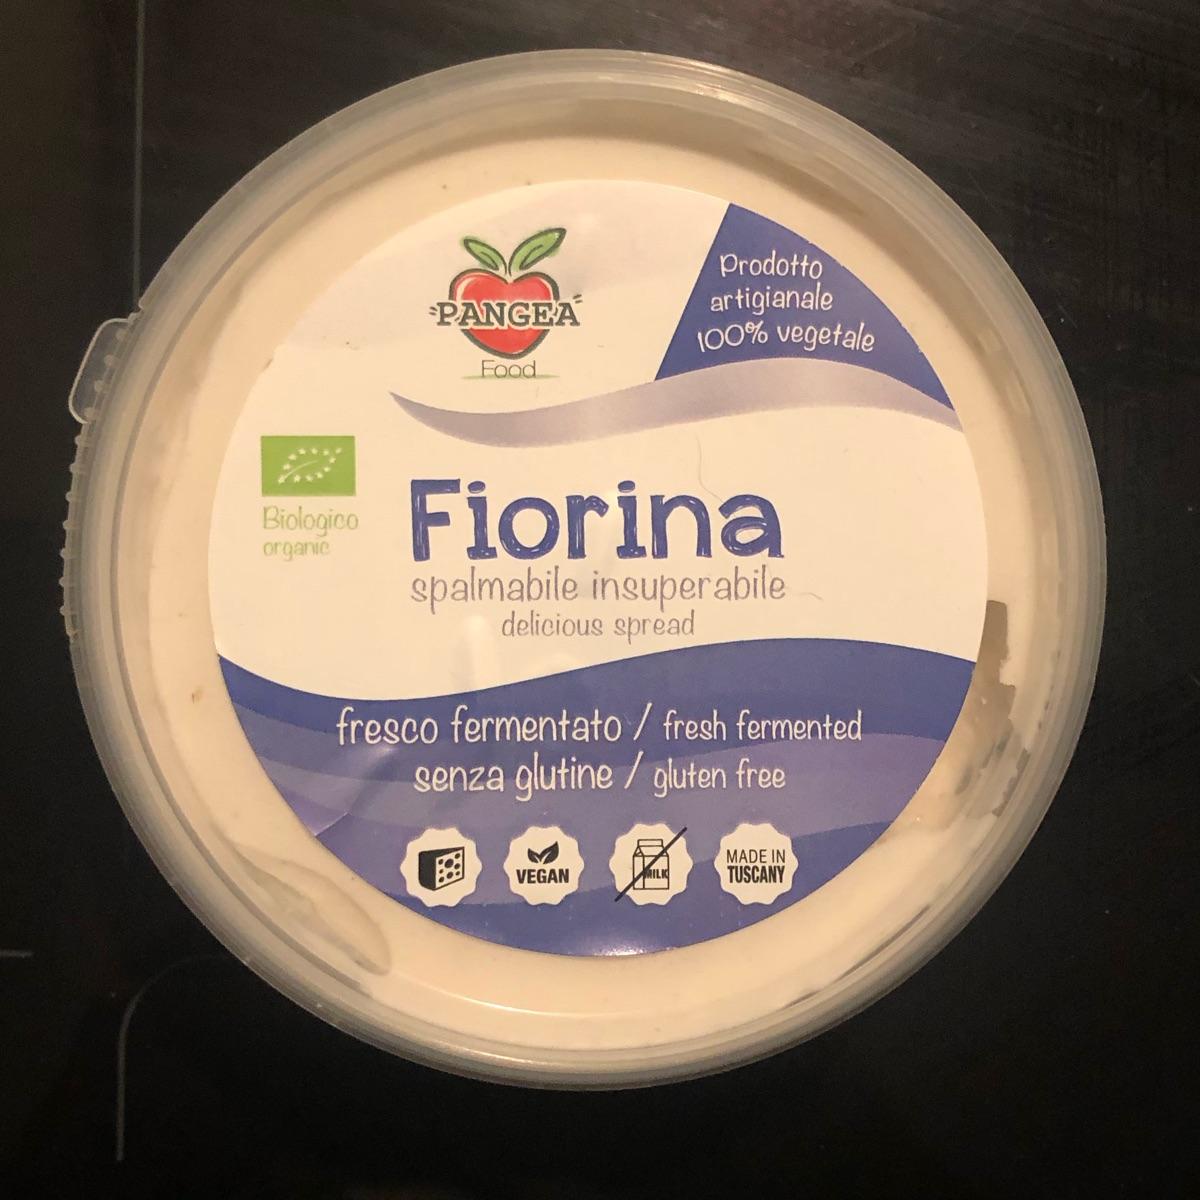 PANGEA
Food
Prodotto
artigianale
100% vegetale
Biologico
organic
Fiorina
spalmabile insuperabile
delicious spread
fresco fermentato / fresh fermented
senza glutine / gluten free
VEGAN
MILK
MADE IN
TUSCANY